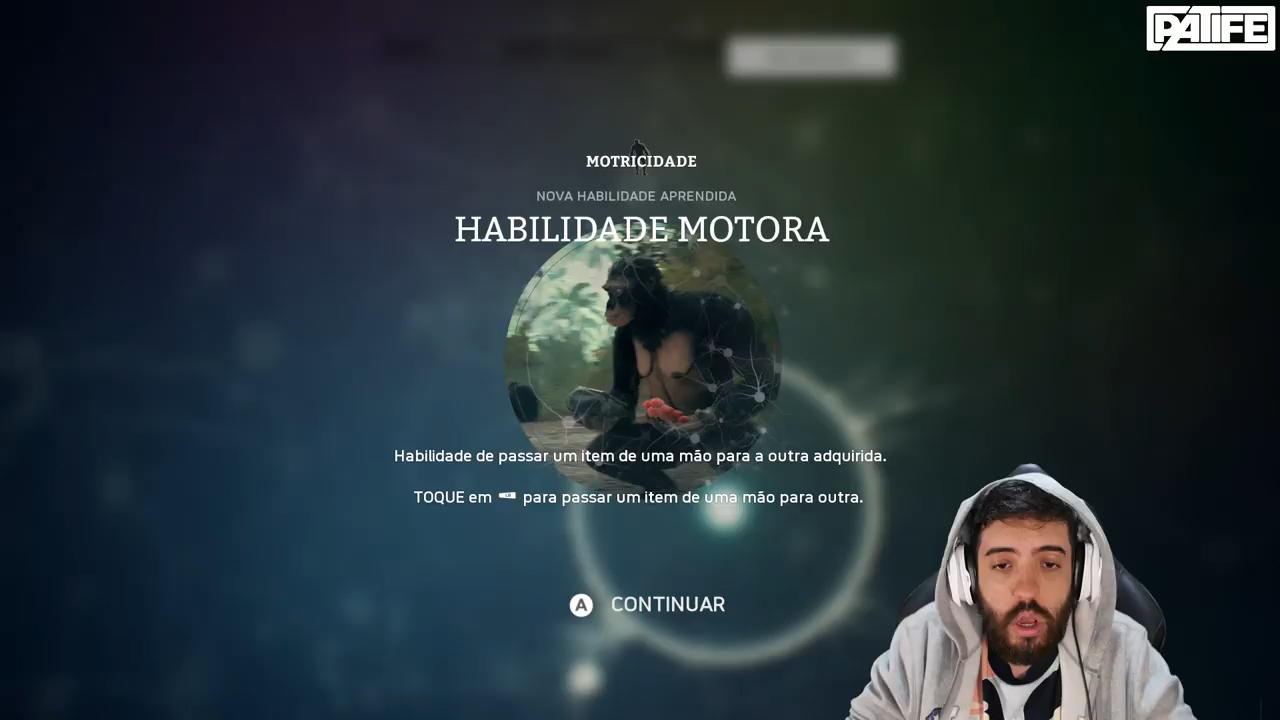 PATIFE
MOTRICIDADE
NOVA HABILIDADE APRENDIDA
HABILIDADE MOTORA
Habilidade de passar um item de uma mão para a outra adquirida.
TOQUE em LB para passar um item de uma mão para outra.
A CONTINUAR